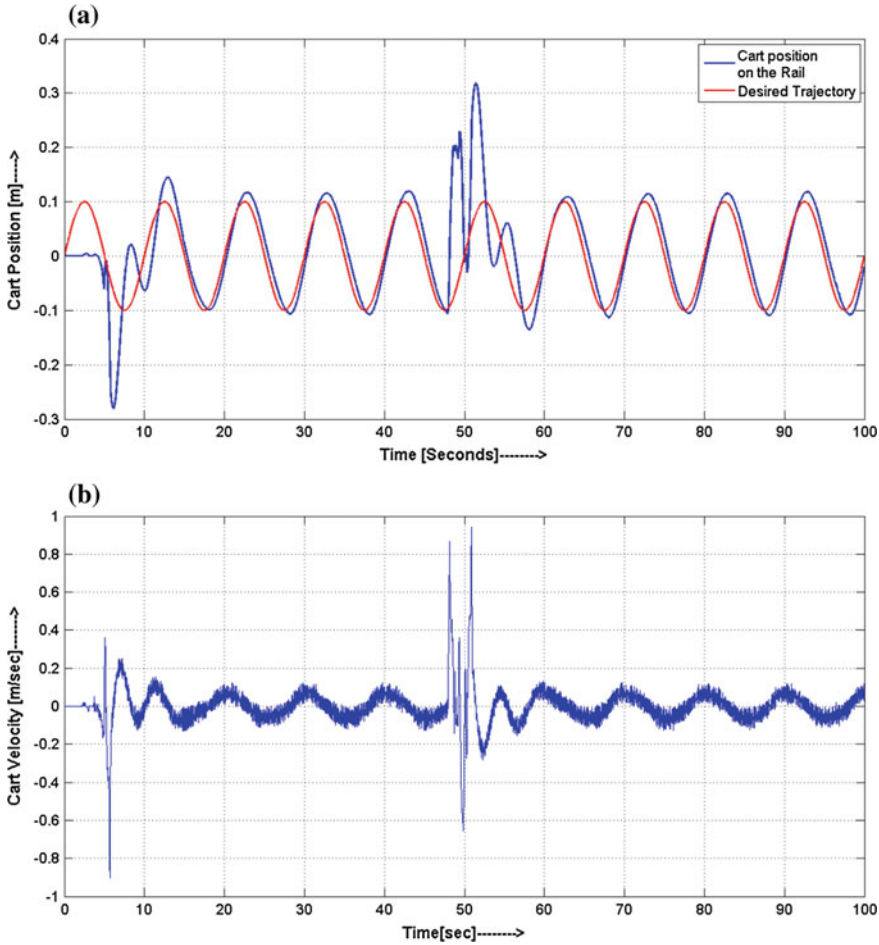 (a)
0.4
0.3
0.2
0.1
0
-0.1
-0.2
-0.3
Cart Position [m]---->
Cart position
on the Rail
Desired Trajectory
0 10 20 30 40 50 60 70 80 90 100
Time [Seconds]-------->
(b)
1
0.8
0.6
0.4
0.2
0
-0.2
-0.4
-0.6
-0.8
-1
Cart Velocity [m/sec]----->
0 10 20 30 40 50 60 70 80 90 100
Time[sec]-------->